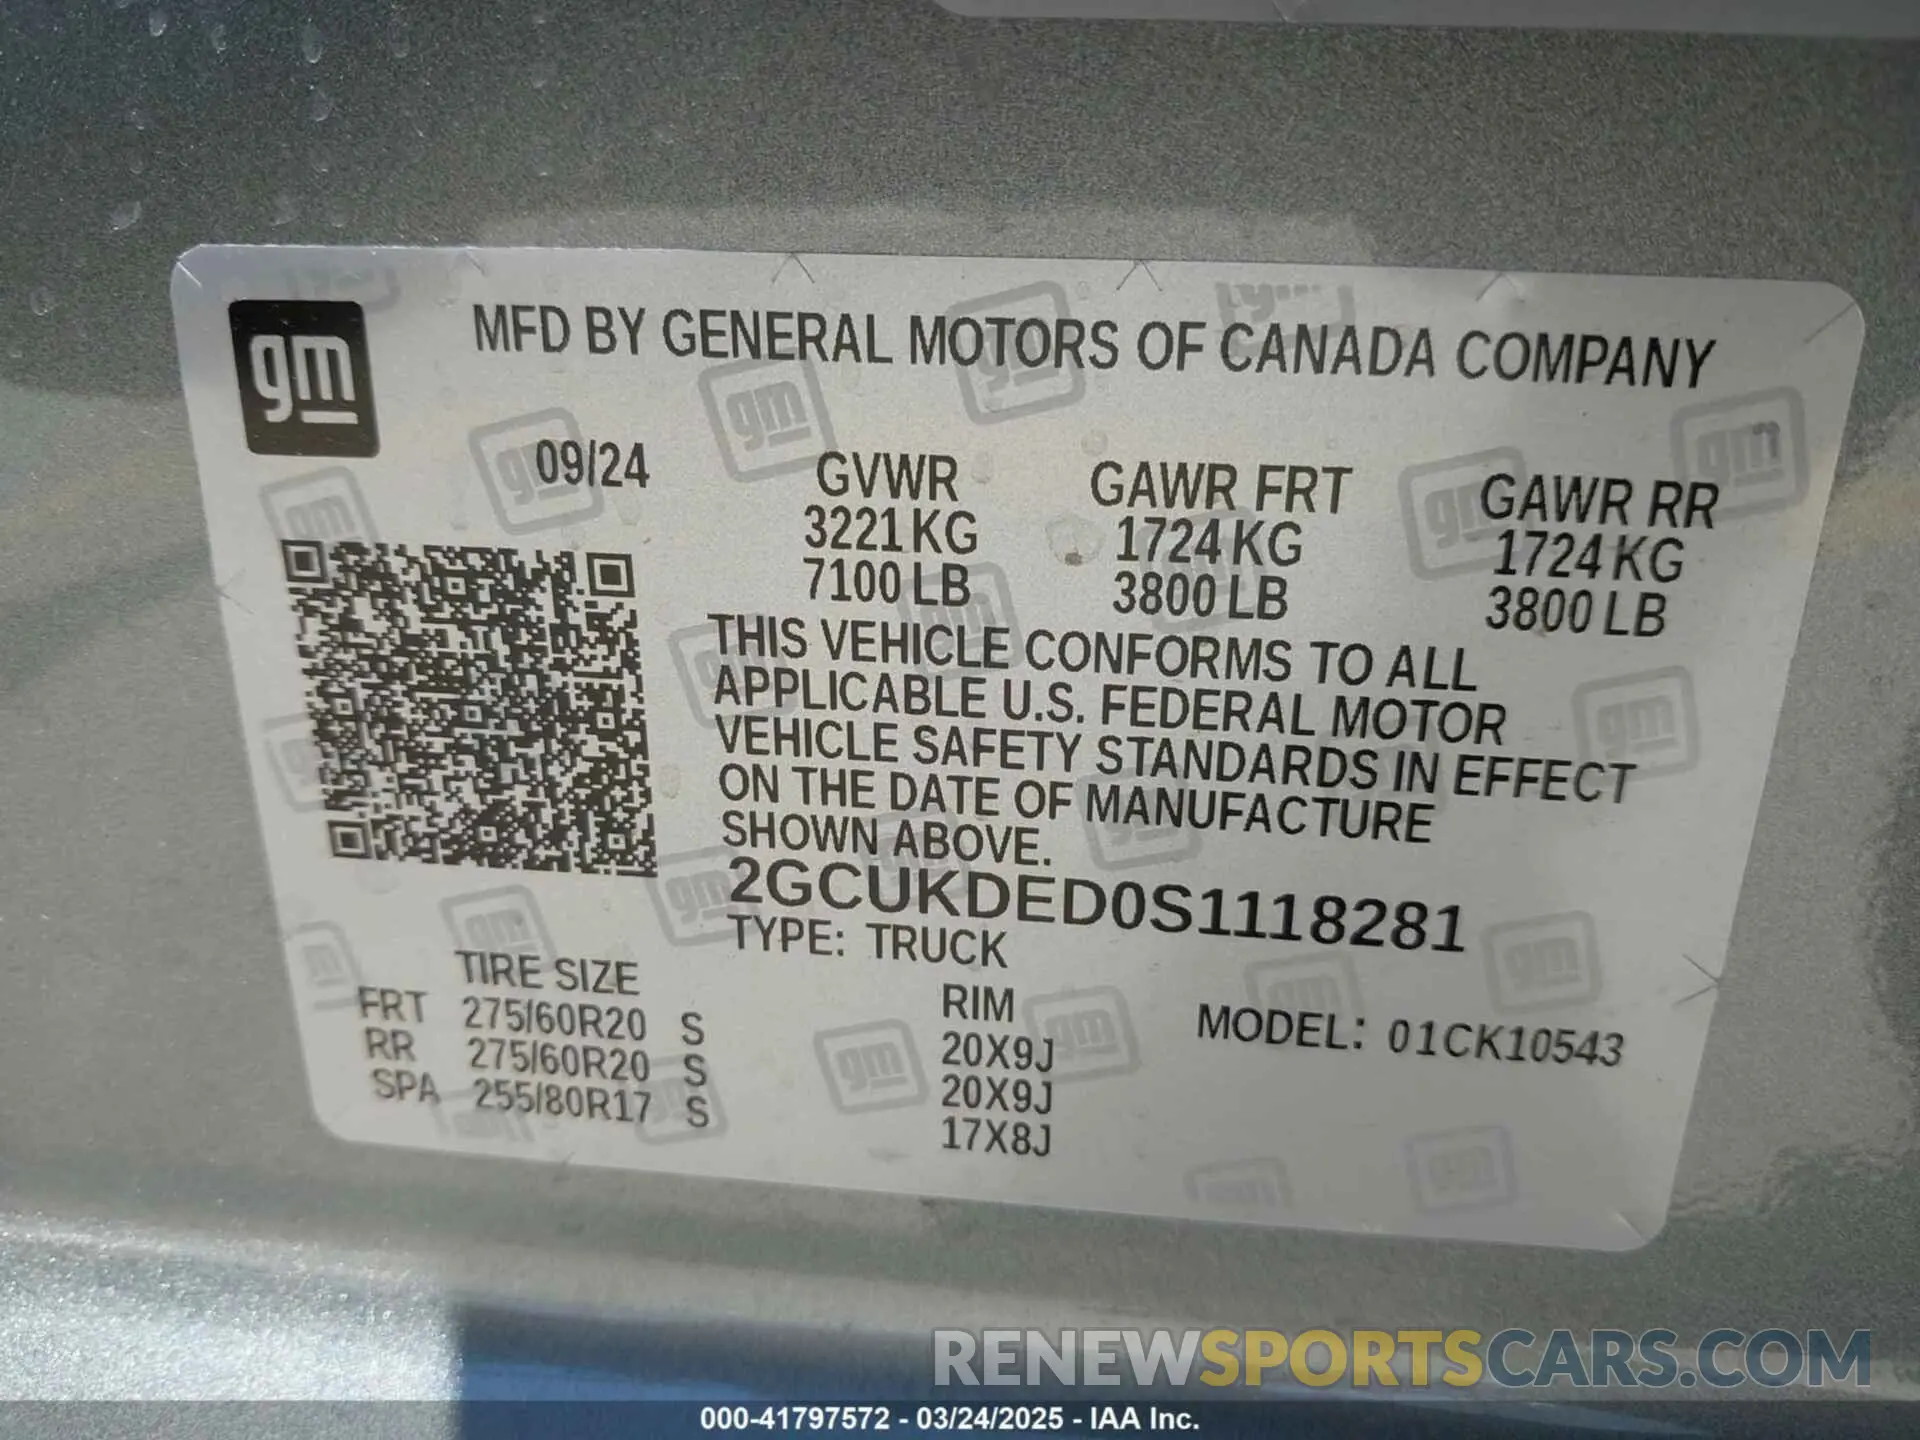 gm
MFD BY GENERAL MOTORS OF CANADA COMPANY
09/24 GVWR GAWR FRT GAWR RR
3221 KG 1724 KG 1724 KG
7100 LB 3800 LB 3800 LB
THIS VEHICLE CONFORMS TO ALL
APPLICABLE U.S. FEDERAL MOTOR
VEHICLE SAFETY STANDARDS IN EFFECT
ON THE DATE OF MANUFACTURE
SHOWN ABOVE.
2GCUKDED0S1118281
TYPE: TRUCK
TIRE SIZE RIM MODEL: 01CK10543
FRT 275/60R20 S 20X9J
RR 275/60R20 S 20X9J
SPA 255/80R17 S 17X8J
RENEWSPORTSCARS.COM
000-41797572 - 03/24/2025 - IAA Inc.